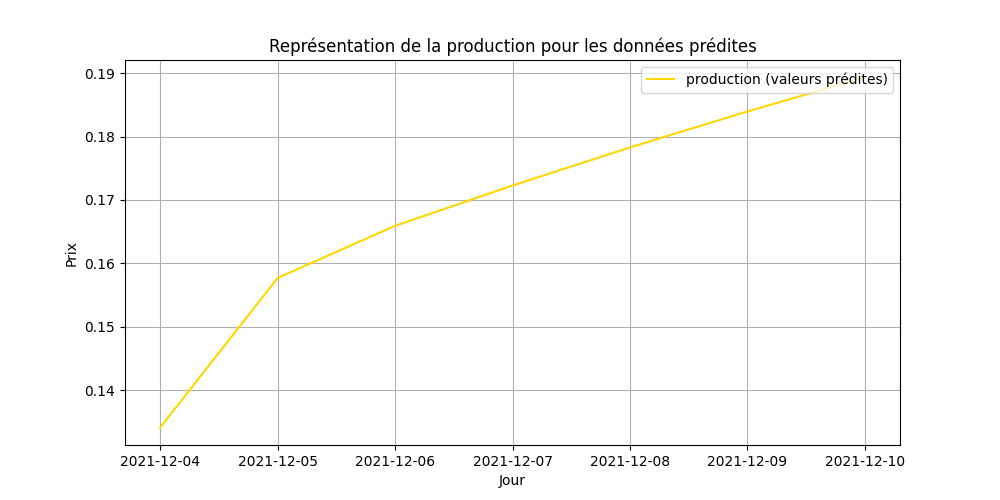 Représentation de la production pour les données prédites
production (valeurs prédites)
0.19
0.18
0.17
0.16
0.15
0.14
Prix
2021-12-04 2021-12-05 2021-12-06 2021-12-07 2021-12-08 2021-12-09 2021-12-10
Jour